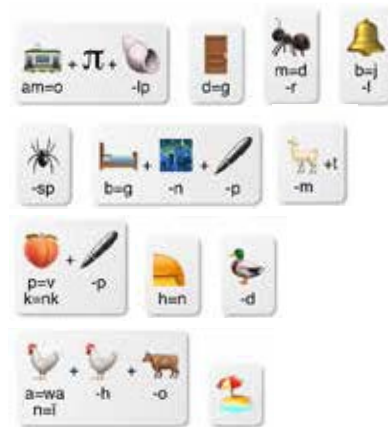 + π +
am=o -lp d=g m=d b=j
-r -l
+ +
-sp b=g -n -p -m +t
+
p=v -p h=n -d
k=nk
+ +
a=wa -h -o
n=l